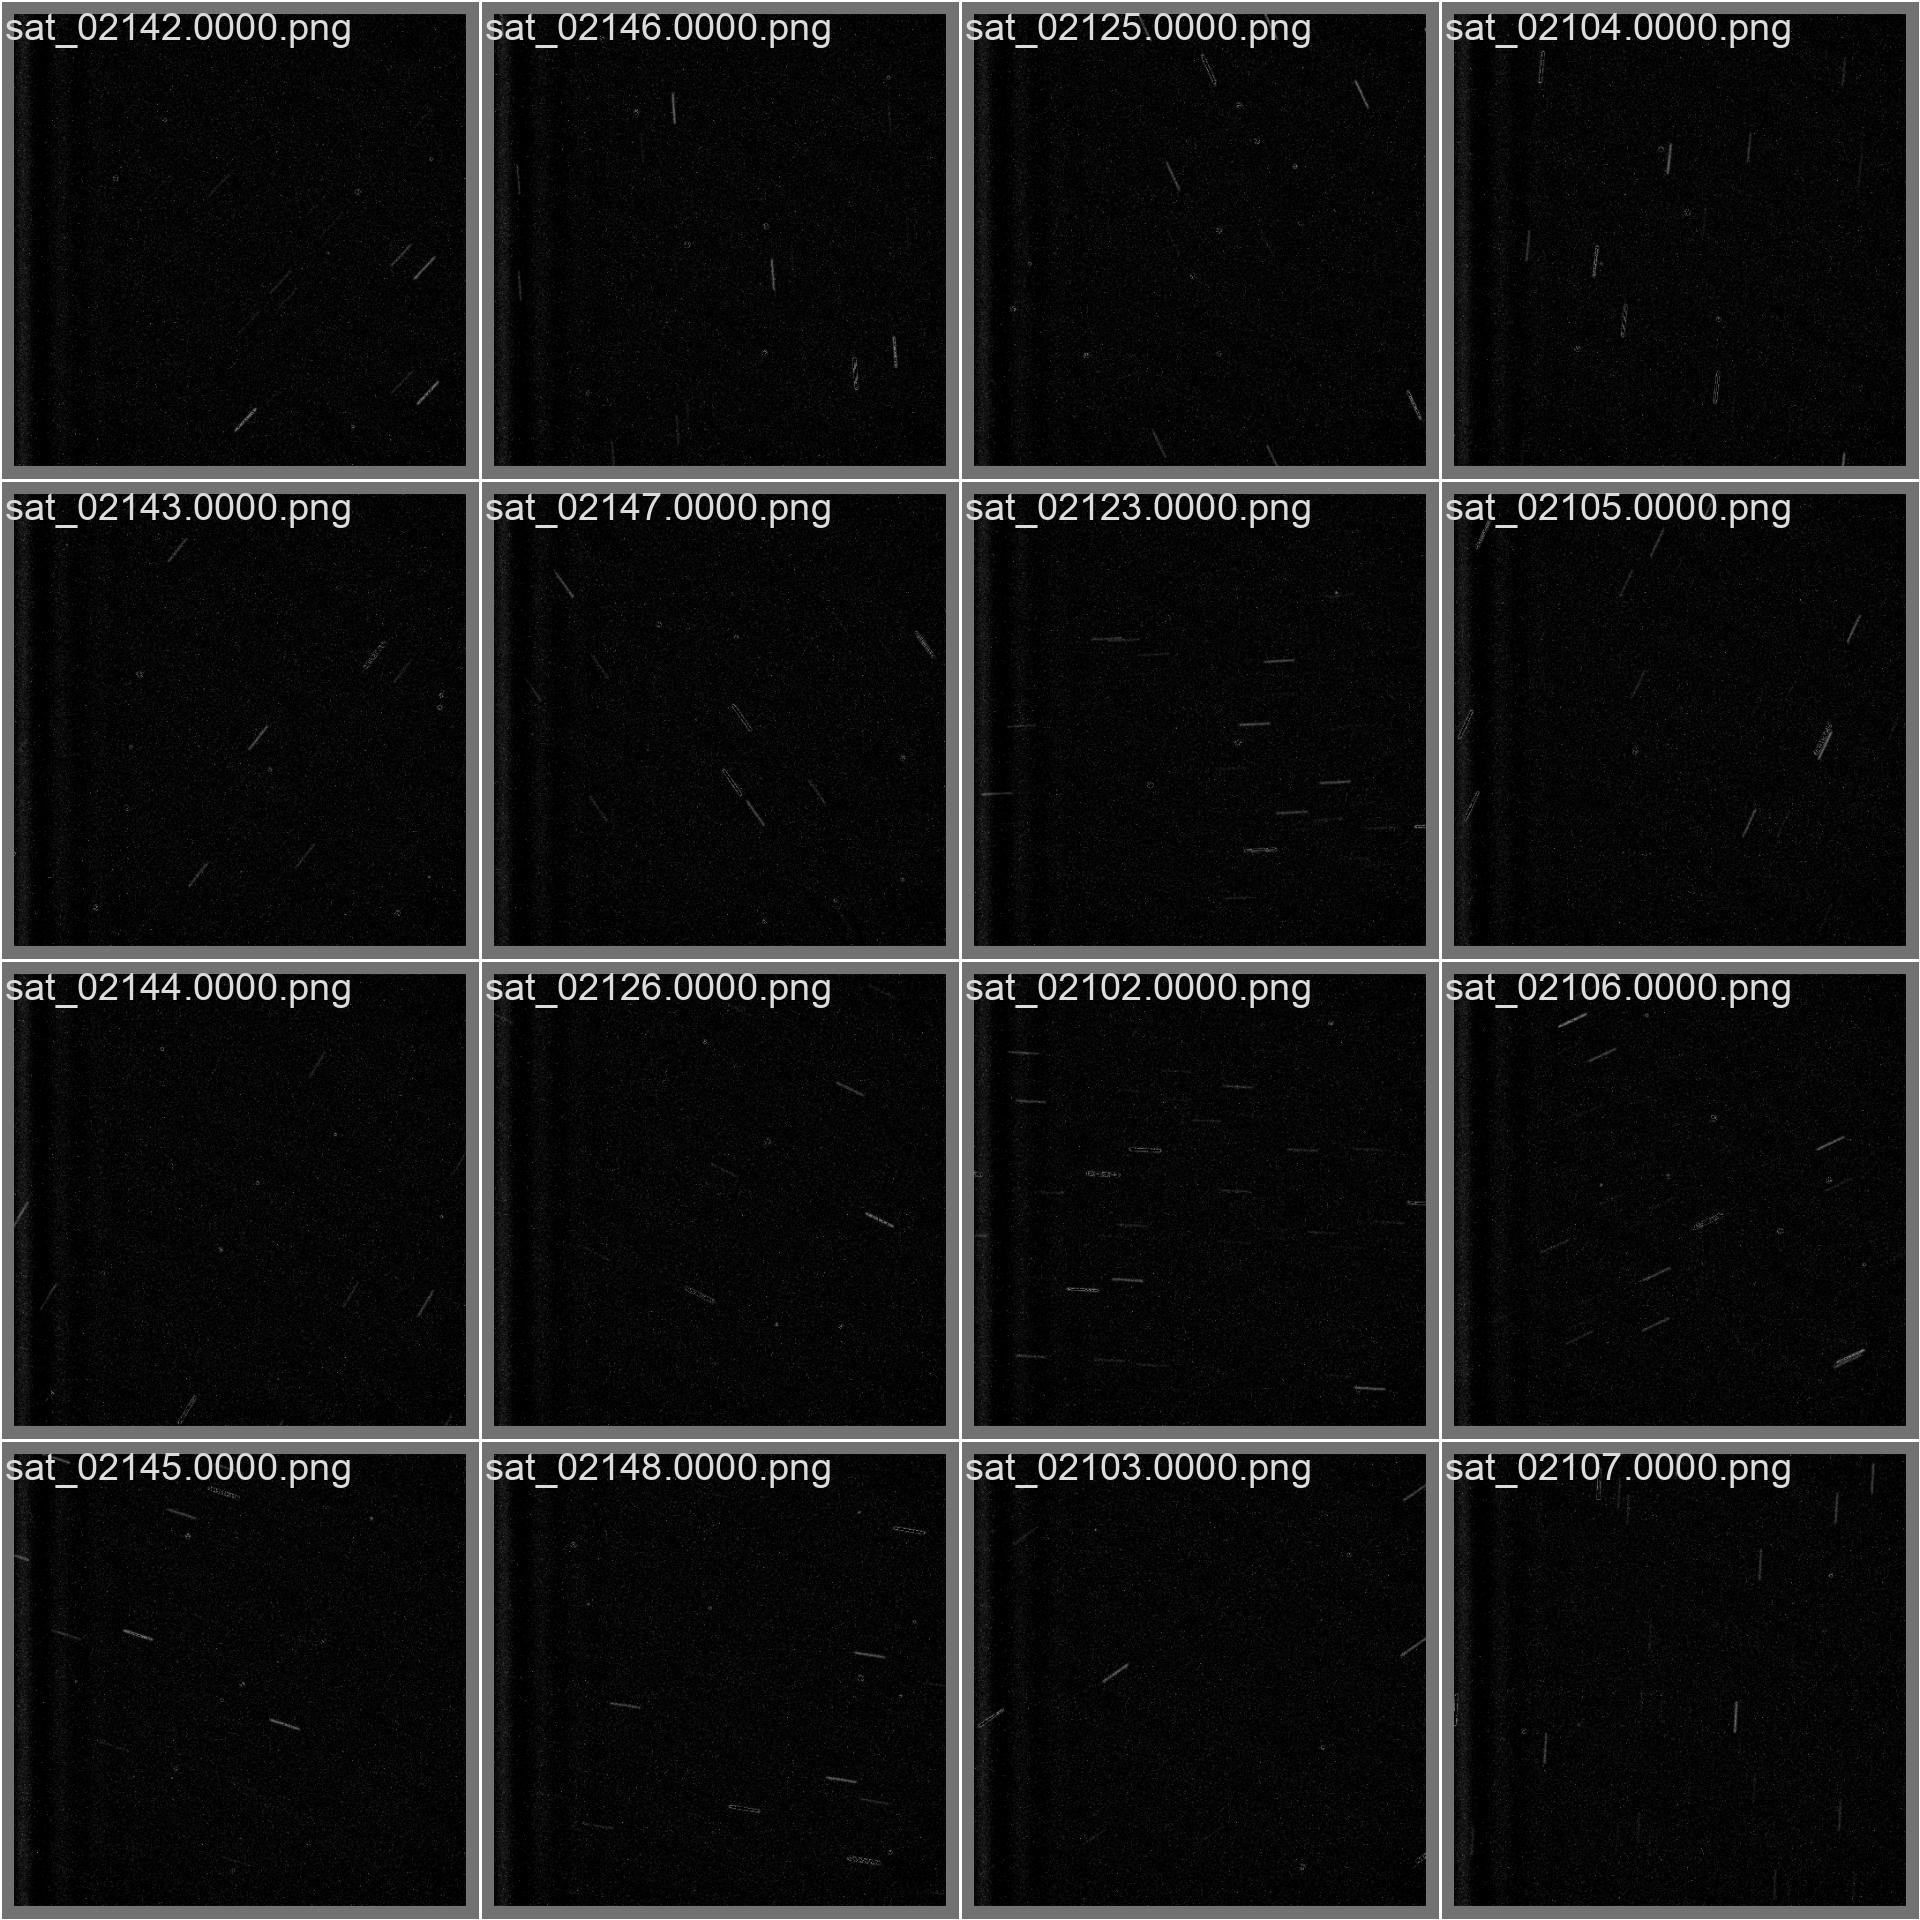 sat_02142.0000.png
sat_02146.0000.png
sat_02125.0000.png
sat_02104.0000.png
sat_02143.0000.png
sat_02147.0000.png
sat_02123.0000.png
sat_02105.0000.png
sat_02144.0000.png
sat_02126.0000.png
sat_02102.0000.png
sat_02106.0000.png
sat_02145.0000.png
sat_02148.0000.png
sat_02103.0000.png
sat_02107.0000.png